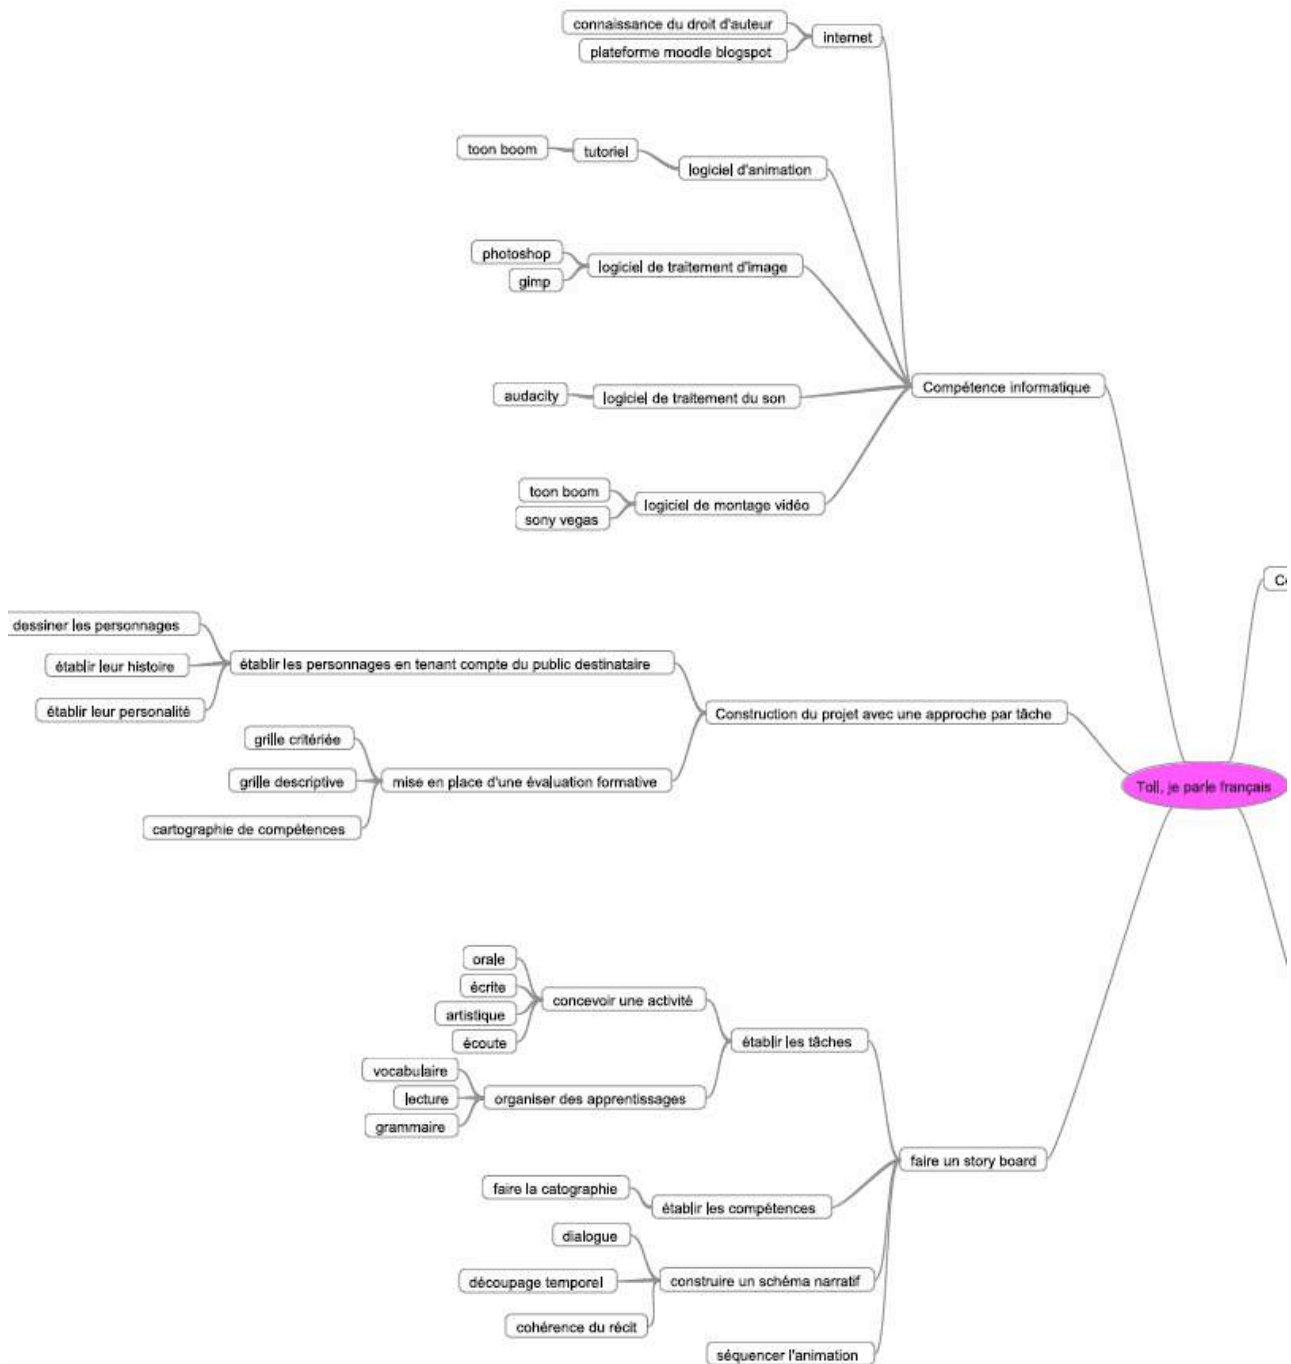 connaissance du droit d'auteur
plateforme moodle blogspot
internet
toon boom
tutoriel
logiciel d'animation
photoshop
gimp
logiciel de traitement d'image
audacity
logiciel de traitement du son
toon boom
sony vegas
logiciel de montage vidéo
Compétence informatique
dessiner les personnages
établir leur histoire
établir leur personalité
établir les personnages en tenant compte du public destinataire
grille critériée
grille descriptive
cartographie de compétences
mise en place d'une évaluation formative
Construction du projet avec une approche par tâche
orale
écrite
artistique
écoute
concevoir une activité
vocabulaire
lecture
grammaire
organiser des apprentissages
établir les tâches
faire la catographie
établir les compétences
dialogue
découpage temporel
cohérence du récit
construire un schéma narratif
séquencer l'animation
faire un story board
Toll, je parle français